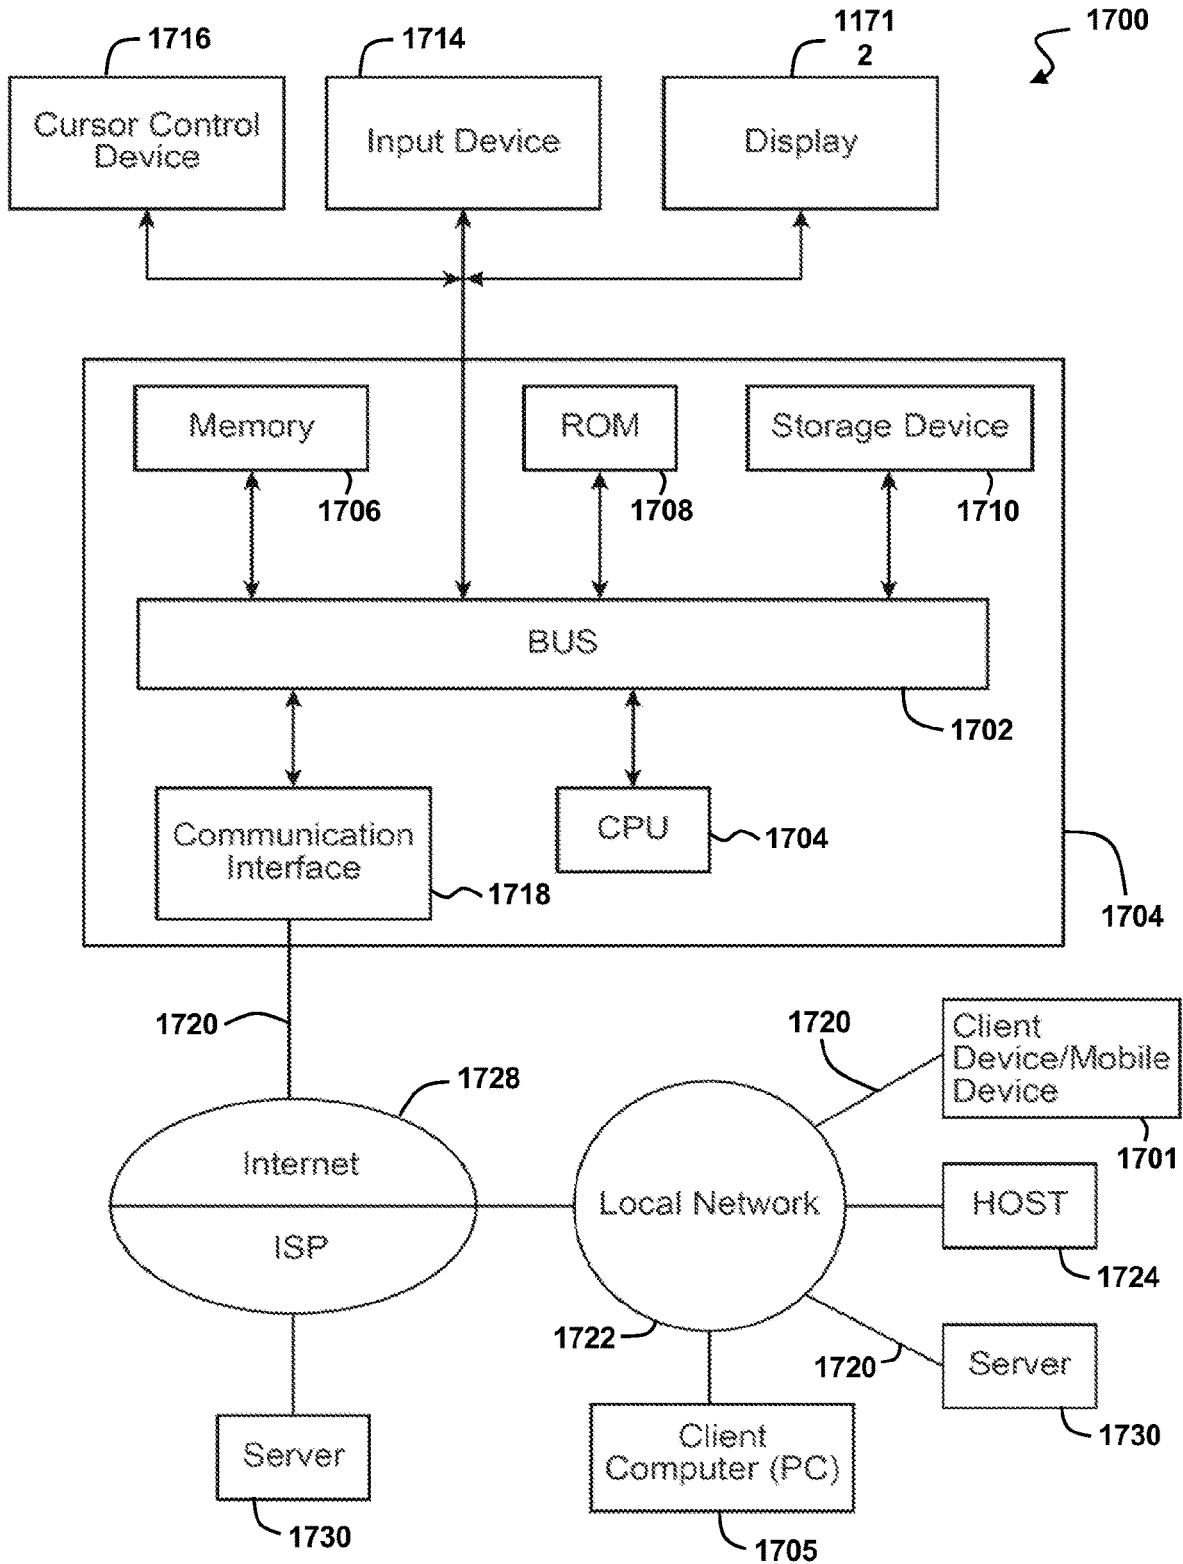 1716
1714
1171
2
1700
Cursor Control
Device
Input Device
Display
Memory
ROM
Storage Device
1706
1708
1710
BUS
1702
Communication
Interface
CPU
1704
1718
1704
1720
1720
Client
Device/Mobile
Device
1728
1701
Internet
ISP
Local Network
HOST
1724
1722
1720
Server
1730
Server
1730
Client
Computer (PC)
1705